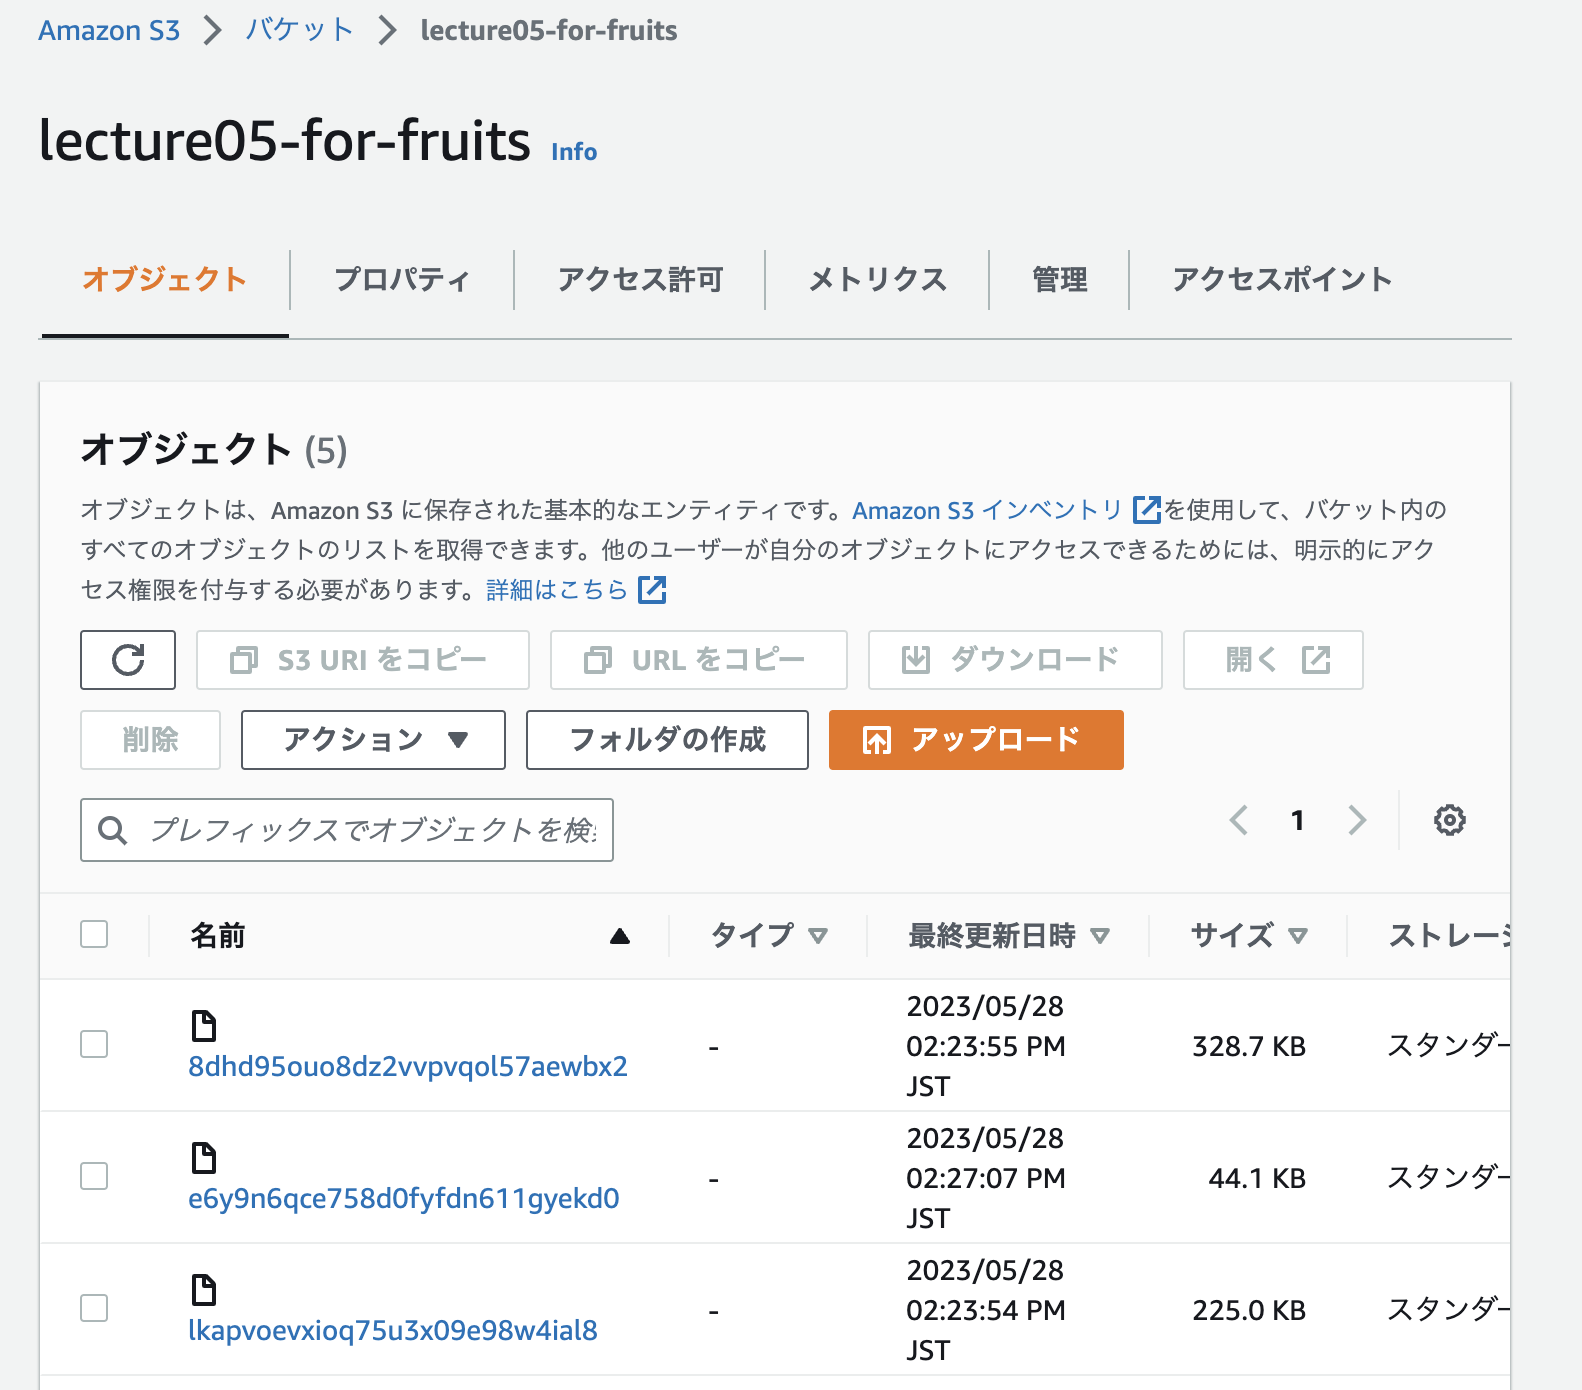 Amazon S3 > バケット > lecture05-for-fruits
lecture05-for-fruits Info
オブジェクト プロパティ アクセス許可 メトリクス 管理 アクセスポイント
オブジェクト (5)
オブジェクトは、Amazon S3 に保存された基本的なエンティティです。Amazon S3 インベントリ を使用して、バケット内の
すべてのオブジェクトのリストを取得できます。他のユーザーが自分のオブジェクトにアクセスできるためには、明示的にアク
セス権限を付与する必要があります。詳細はこちら
S3 URI をコピー URL をコピー ダウンロード 開く
削除 アクション ▼ フォルダの作成 アップロード
プレフィックスでオブジェクトを検
1
名前 ▲ タイプ ▽ 最終更新日時 ▽ サイズ ▽ ストレージ
8dhd95ouo8dz2vvpvqol57aewbx2 - 2023/05/28 02:23:55 PM JST 328.7 KB スタンダー
e6y9n6qce758d0fyfdn611gyekd0 - 2023/05/28 02:27:07 PM JST 44.1 KB スタンダー
lkapvoevxioq75u3x09e98w4ial8 - 2023/05/28 02:23:54 PM JST 225.0 KB スタンダー